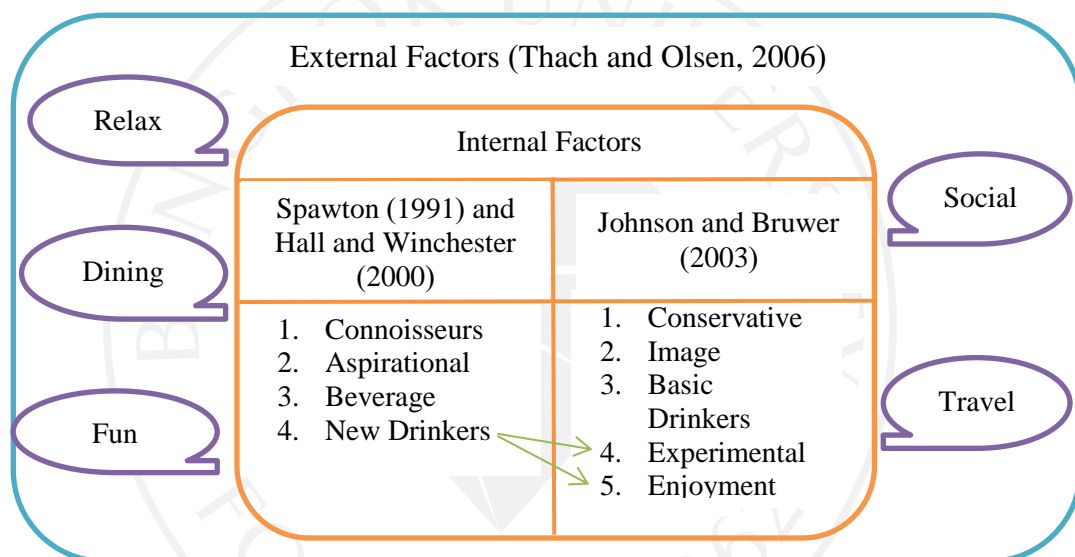 External Factors (Thach and Olsen, 2006)
Relax
Dining
Fun
Internal Factors
Spawton (1991) and
Hall and Winchester
(2000)
1. Connoisseurs
2. Aspirational
3. Beverage
4. New Drinkers
Johnson and Bruwer
(2003)
1. Conservative
2. Image
3. Basic
Drinkers
4. Experimental
5. Enjoyment
Social
Travel